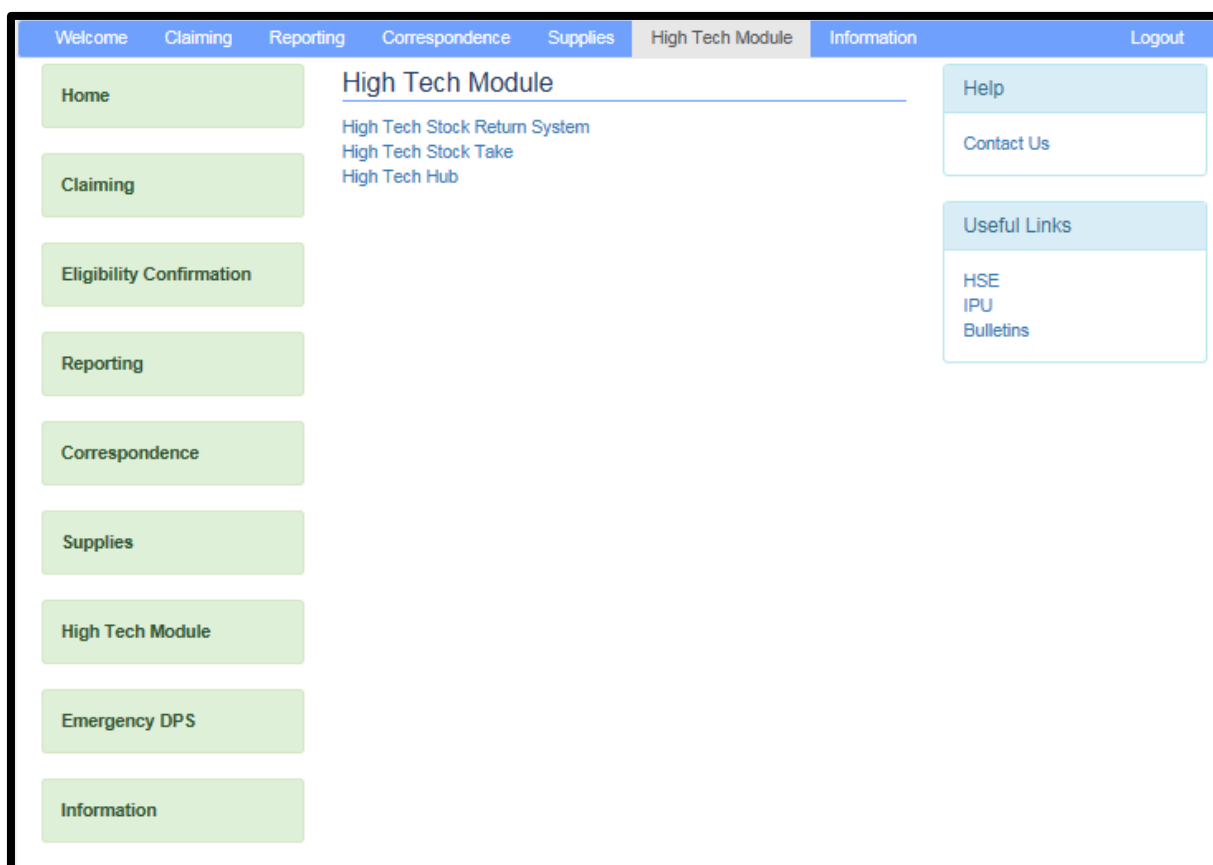 Welcome Claiming Reporting Correspondence Supplies High Tech Module Information Logout
Home
Claiming
Eligibility Confirmation
Reporting
Correspondence
Supplies
High Tech Module
Emergency DPS
Information
High Tech Module
High Tech Stock Return System
High Tech Stock Take
High Tech Hub
Help
Contact Us
Useful Links
HSE
IPU
Bulletins